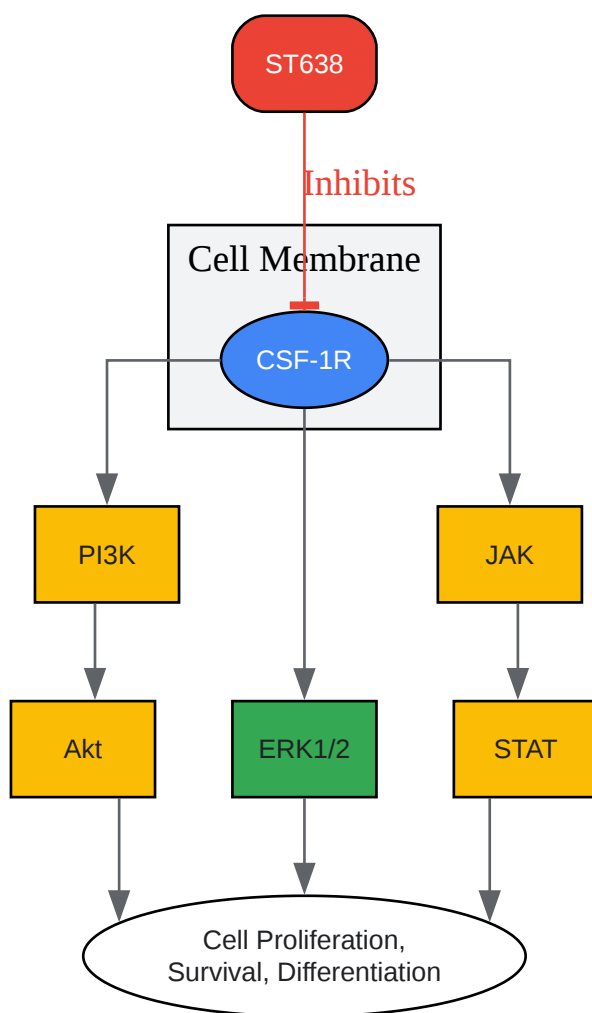 ST638
Inhibits
Cell Membrane
CSF-1R
PI3K
JAK
Akt
ERK1/2
STAT
Cell Proliferation,
Survival, Differentiation